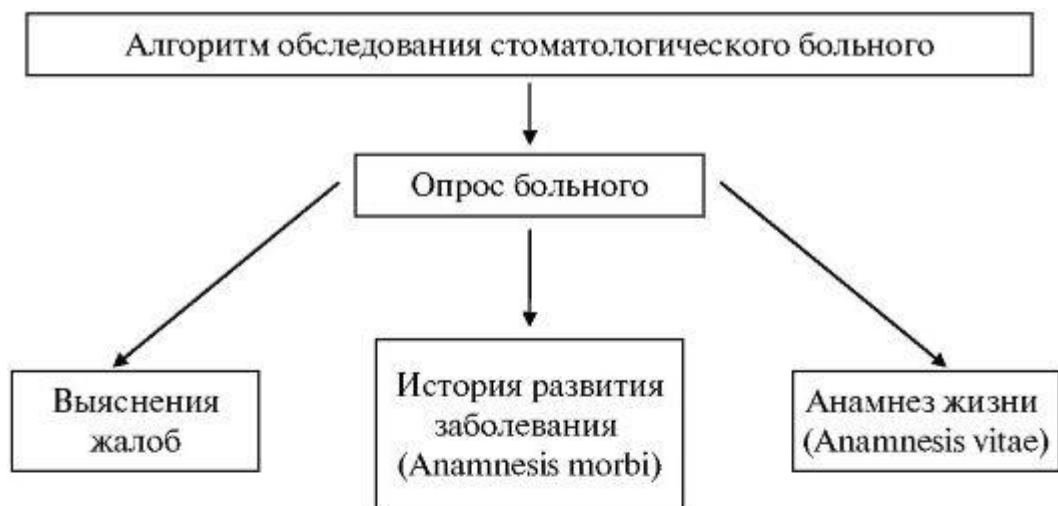 Алгоритм обследования стоматологического больного
Опрос больного
Выяснения
жалоб
История развития
заболевания
(Anamnesis morbi)
Анамнез жизни
(Anamnesis vitae)